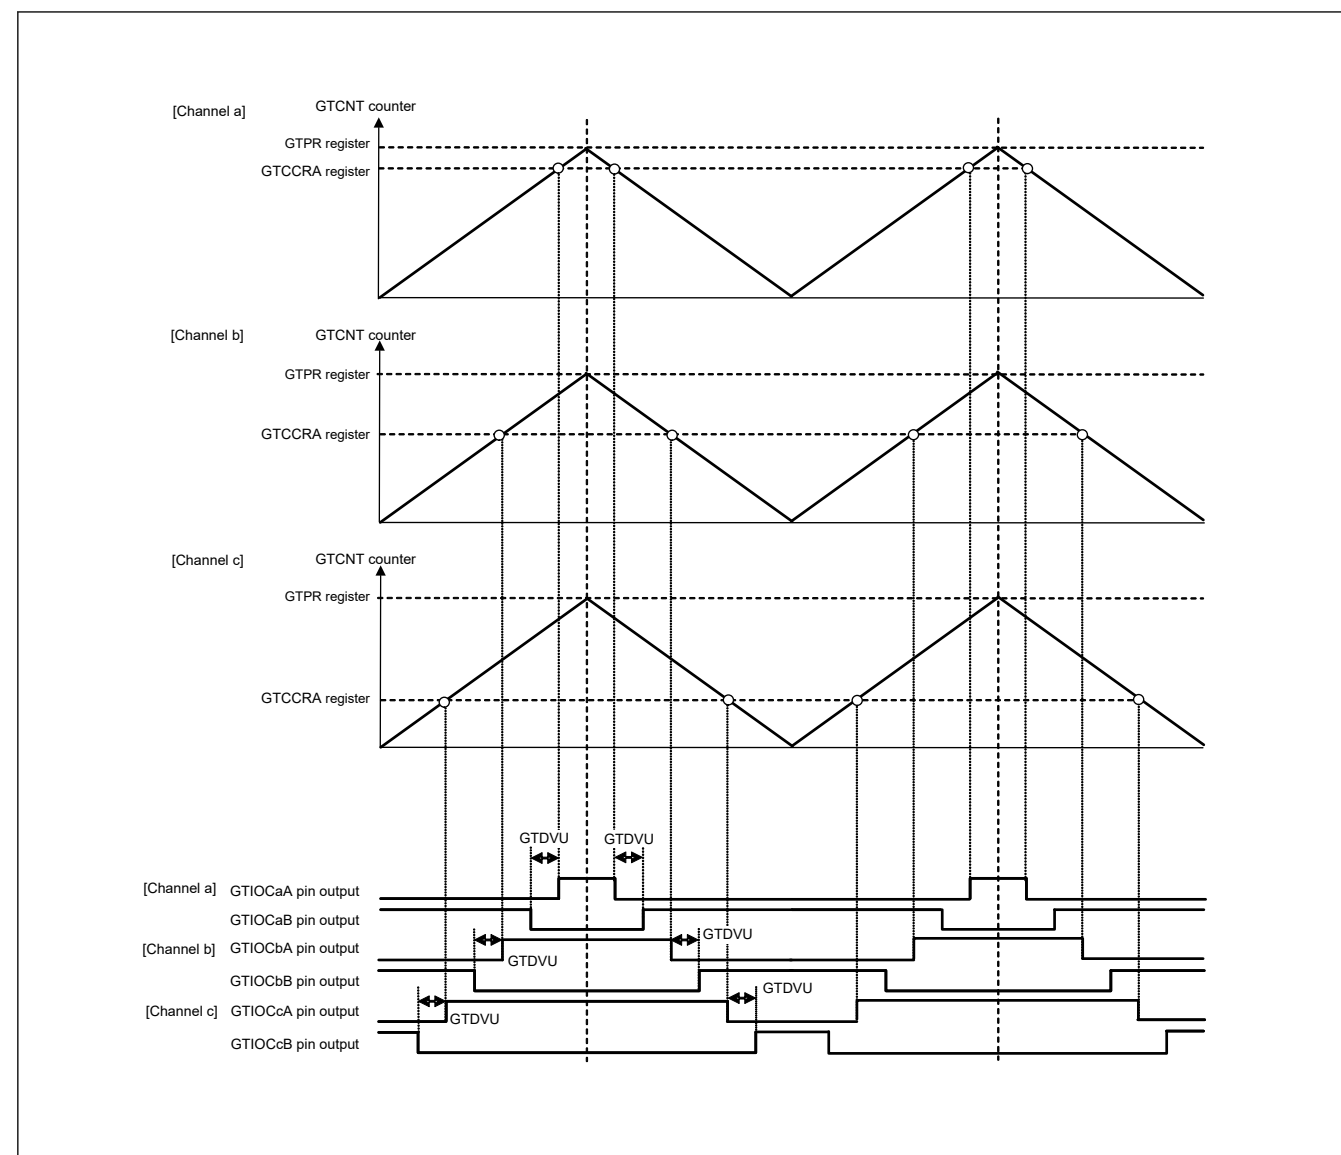 [Channel a] GTCNT counter
GTPR register
GTCCRA register
[Channel b] GTCNT counter
GTPR register
GTCCRA register
[Channel c] GTCNT counter
GTPR register
GTCCRA register
GTDVU GTDVU
[Channel a] GTIOCaA pin output
GTIOCaB pin output
GTDVU
[Channel b] GTIOCbA pin output
GTDVU
GTIOCbB pin output
GTDVU
[Channel c] GTIOCcA pin output
GTDVU
GTIOCcB pin output